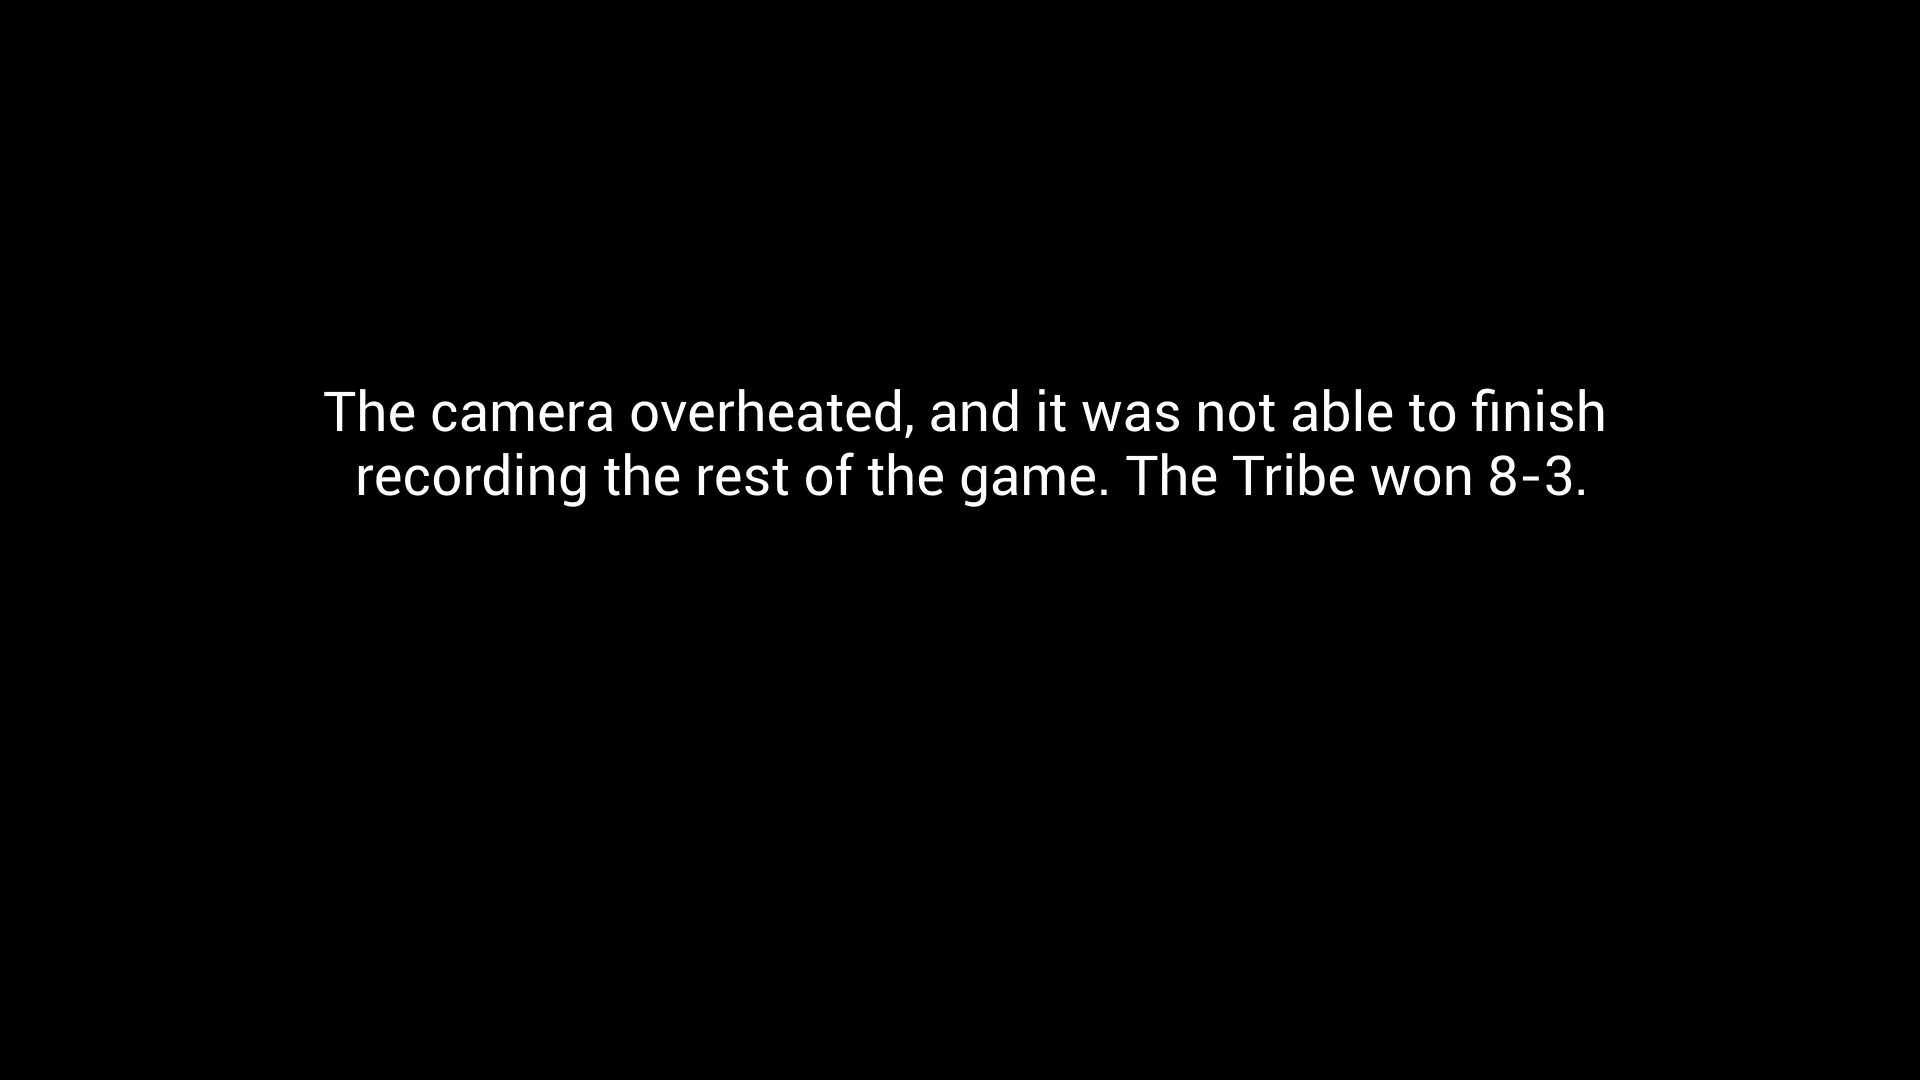 The camera overheated, and it was not able to finish
recording the rest of the game. The Tribe won 8-3.